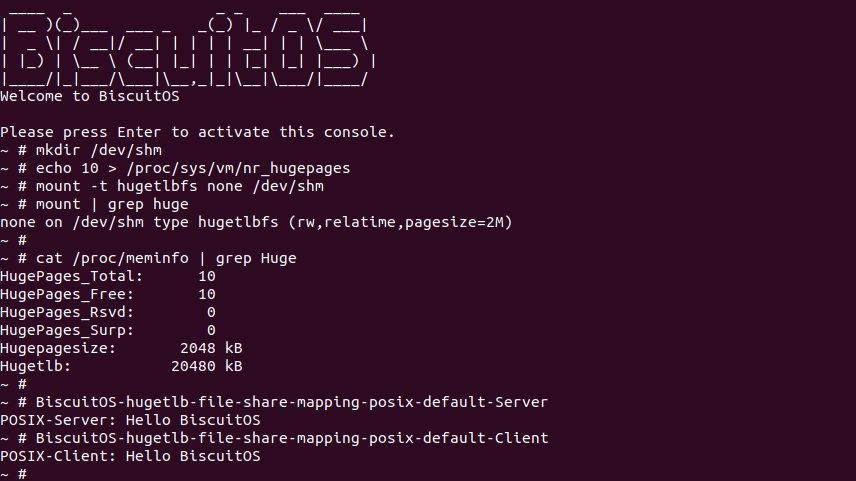 ____  _                _ _    ___  ____
| __ )(_)___  ___ _   _(_) |_ / _ \/ ___|
|  _ \| / __|/ __| | | | | __| | | \___ \
| |_) | \__ \ (__| |_| | | |_| |_| |___) |
|____/|_|___/\___|\__,_|_|\__|\___/|____/
Welcome to BiscuitOS
Please press Enter to activate this console.
~ # mkdir /dev/shm
~ # echo 10 > /proc/sys/vm/nr_hugepages
~ # mount -t hugetlbfs none /dev/shm
~ # mount | grep huge
none on /dev/shm type hugetlbfs (rw,relatime,pagesize=2M)
~ #
~ # cat /proc/meminfo | grep Huge
HugePages_Total:      10
HugePages_Free:       10
HugePages_Rsvd:        0
HugePages_Surp:        0
Hugepagesize:       2048 kB
Hugetlb:           20480 kB
~ #
~ # BiscuitOS-hugetlb-file-share-mapping-posix-default-Server
POSIX-Server: Hello BiscuitOS
~ # BiscuitOS-hugetlb-file-share-mapping-posix-default-Client
POSIX-Client: Hello BiscuitOS
~ #